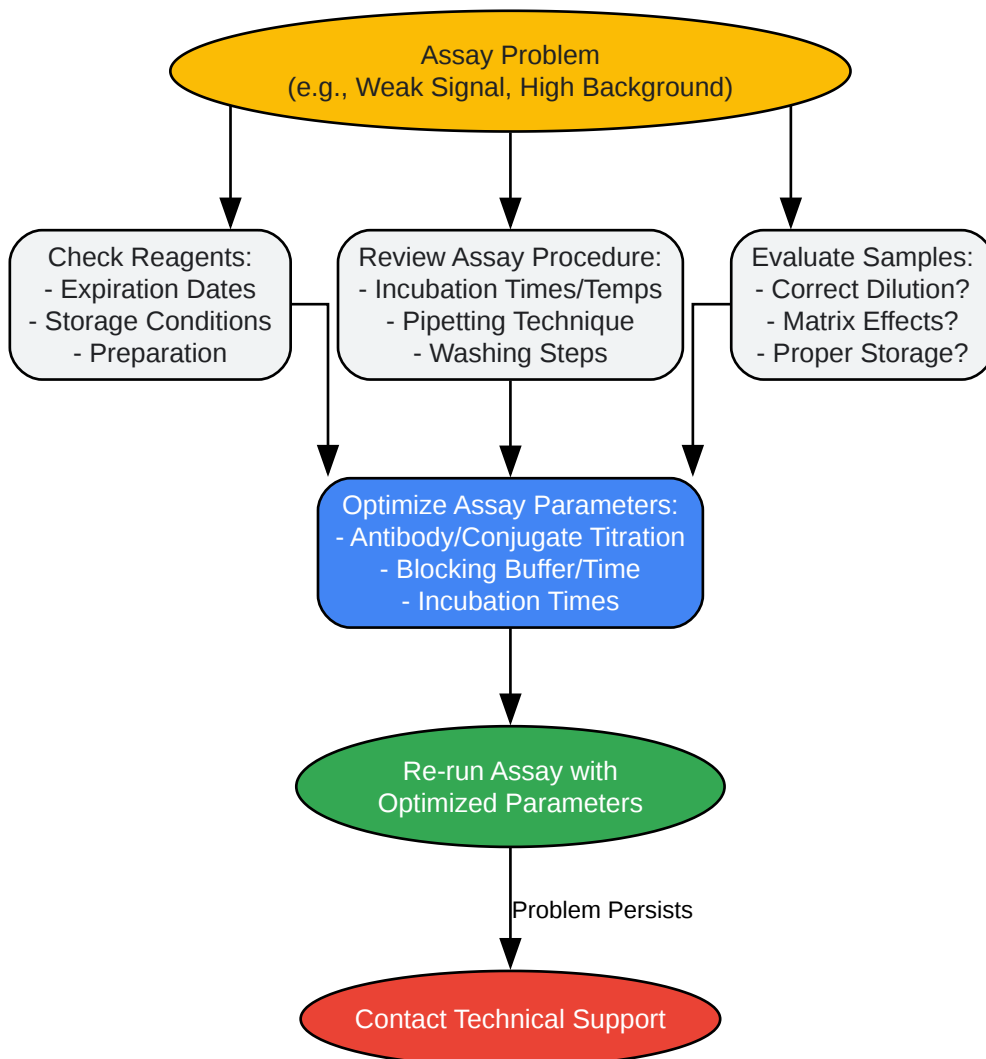 Assay Problem
(e.g., Weak Signal, High Background)
Check Reagents:
- Expiration Dates
- Storage Conditions
- Preparation
Review Assay Procedure:
- Incubation Times/Temps
- Pipetting Technique
- Washing Steps
Evaluate Samples:
- Correct Dilution?
- Matrix Effects?
- Proper Storage?
Optimize Assay Parameters:
- Antibody/Conjugate Titration
- Blocking Buffer/Time
- Incubation Times
Re-run Assay with
Optimized Parameters
Problem Persists
Contact Technical Support